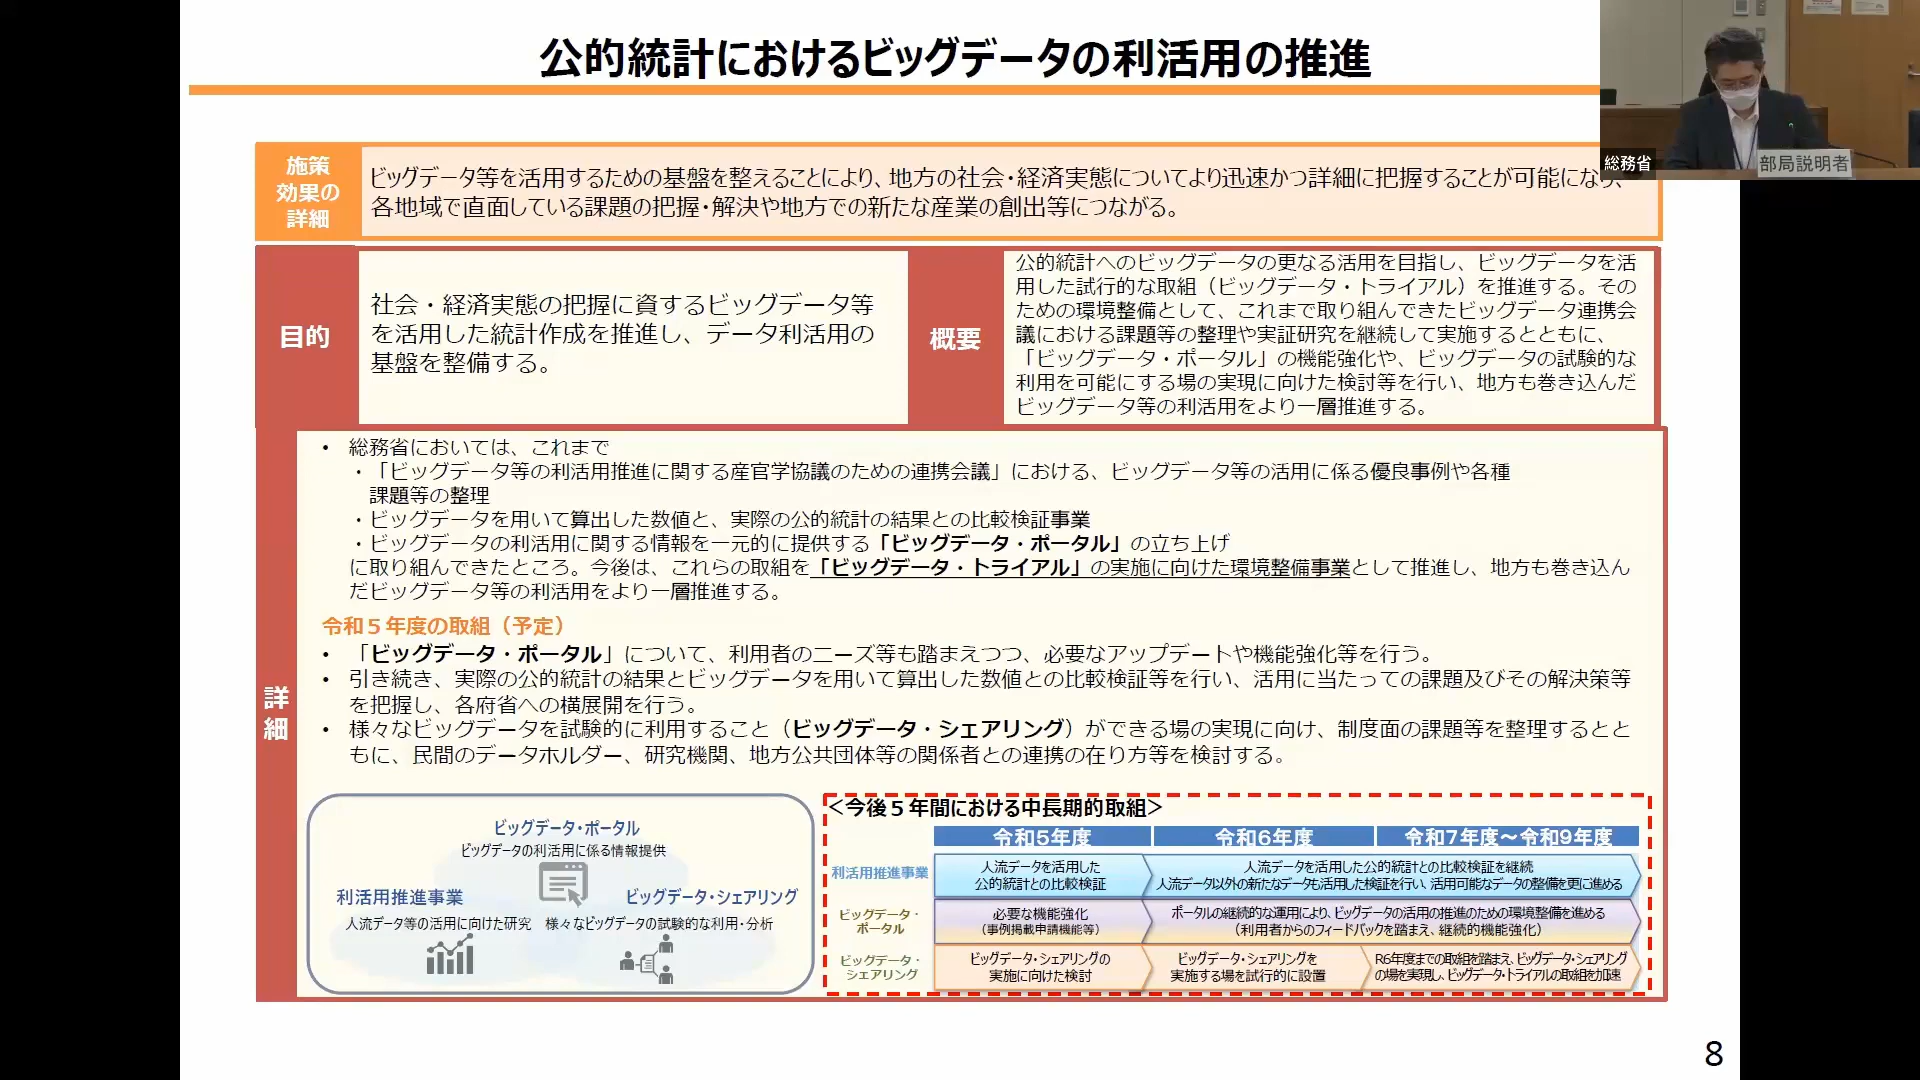 公的統計におけるビッグデータの利活用の推進
総務省
部局説明者
施策
効果の
詳細
ビッグデータ等を活用するための基盤を整えることにより、地方の社会・経済実態についてより迅速かつ詳細に把握することが可能になり、
各地域で直面している課題の把握・解決や地方での新たな産業の創出等につながる。
目的
社会・経済実態の把握に資するビッグデータ等
を活用した統計作成を推進し、データ利活用の
基盤を整備する。
概要
公的統計へのビッグデータの更なる活用を目指し、ビッグデータを活
用した試行的な取組（ビッグデータ・トライアル）を推進する。その
ための環境整備として、これまで取り組んできたビッグデータ連携会
議における課題等の整理や実証研究を継続して実施するとともに、
「ビッグデータ・ポータル」の機能強化や、ビッグデータの試験的な
利用を可能にする場の実現に向けた検討等を行い、地方も巻き込んだ
ビッグデータ等の利活用をより一層推進する。
詳細
• 総務省においては、これまで
・「ビッグデータ等の利活用推進に関する産官学協議のための連携会議」における、ビッグデータ等の活用に係る優良事例や各種
課題等の整理
・ビッグデータを用いて算出した数値と、実際の公的統計の結果との比較検証事業
・ビッグデータの利活用に関する情報を一元的に提供する「ビッグデータ・ポータル」の立ち上げ
に取り組んできたところ。今後は、これらの取組を「ビッグデータ・トライアル」の実施に向けた環境整備事業として推進し、地方も巻き込ん
だビッグデータ等の利活用をより一層推進する。
令和５年度の取組（予定）
• 「ビッグデータ・ポータル」について、利用者のニーズ等も踏まえつつ、必要なアップデートや機能強化等を行う。
• 引き続き、実際の公的統計の結果とビッグデータを用いて算出した数値との比較検証等を行い、活用に当たっての課題及びその解決策等
を把握し、各府省への横展開を行う。
• 様々なビッグデータを試験的に利用すること（ビッグデータ・シェアリング）ができる場の実現に向け、制度面の課題等を整理するとと
もに、民間のデータホルダー、研究機関、地方公共団体等の関係者との連携の在り方等を検討する。
ビッグデータ・ポータル
ビッグデータの利活用に係る情報提供
利活用推進事業
人流データ等の活用に向けた研究
ビッグデータ・シェアリング
様々なビッグデータの試験的な利用・分析
＜今後５年間における中長期的取組＞
令和5年度 令和6年度 令和7年度～令和9年度
利活用推進事業
人流データを活用した
公的統計との比較検証
人流データを活用した公的統計との比較検証を継続
人流データ以外の新たなデータも活用した検証を行い、活用可能なデータの整備を更に進める
ビッグデータ・
ポータル
必要な機能強化
（事例掲載申請機能等）
ポータルの継続的な運用により、ビッグデータの活用の推進のための環境整備を進める
（利用者からのフィードバックを踏まえ、継続的機能強化）
ビッグデータ・
シェアリング
ビッグデータ・シェアリングの
実施に向けた検討
ビッグデータ・シェアリングを
実施する場を試行的に設置
R6年度までの取組を踏まえ、ビッグデータ・シェアリング
の場を実現し、ビッグデータ・トライアルの取組を加速
8